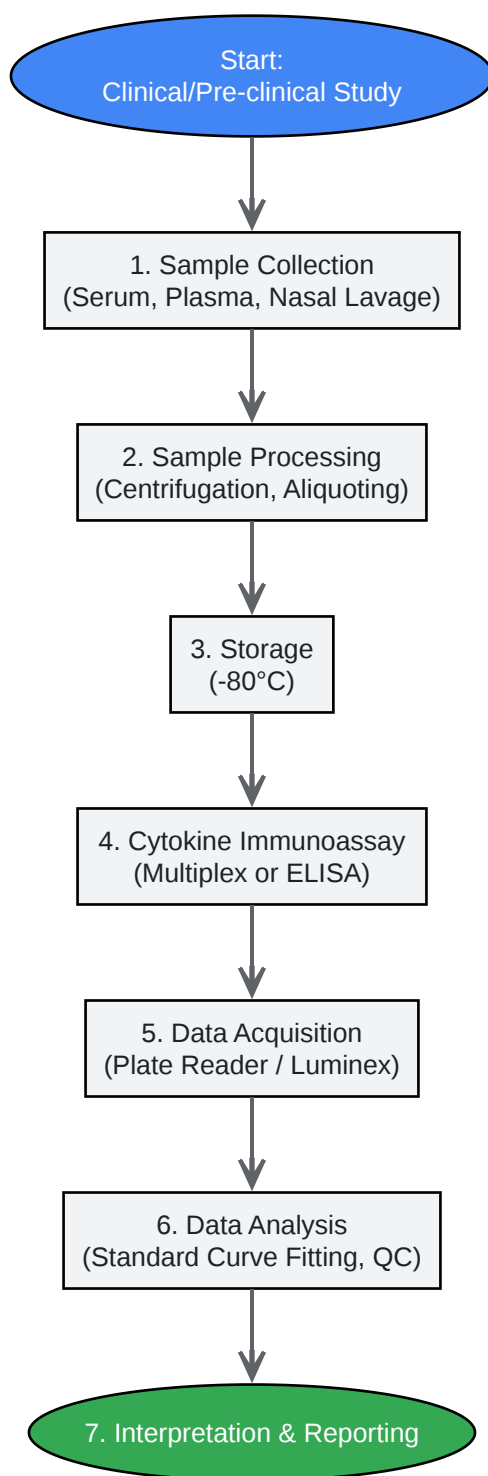 Start:
Clinical/Pre-clinical Study
1. Sample Collection
(Serum, Plasma, Nasal Lavage)
2. Sample Processing
(Centrifugation, Aliquoting)
3. Storage
(-80°C)
4. Cytokine Immunoassay
(Multiplex or ELISA)
5. Data Acquisition
(Plate Reader / Luminex)
6. Data Analysis
(Standard Curve Fitting, QC)
7. Interpretation & Reporting